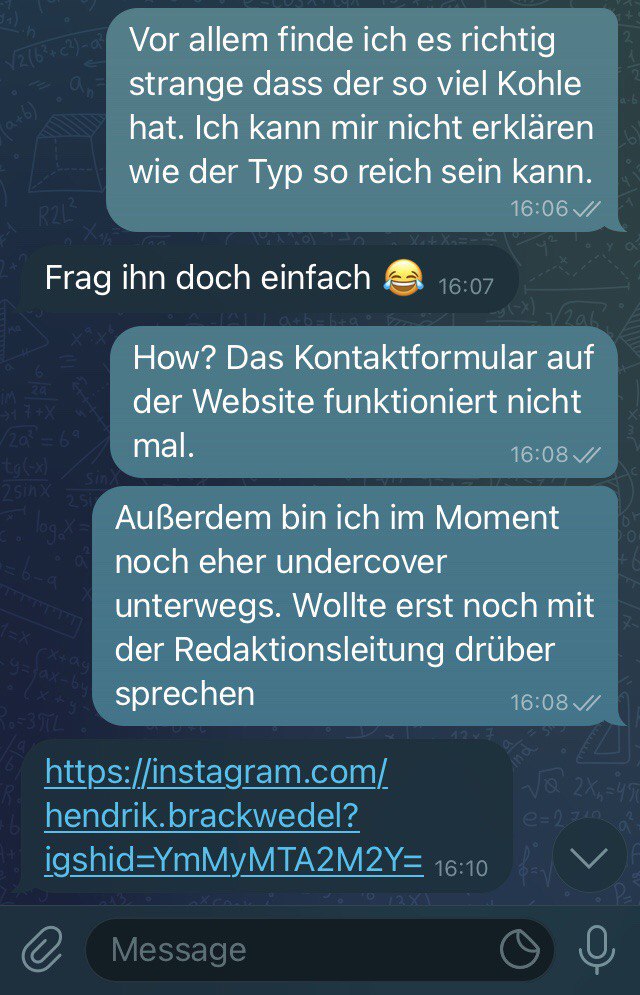 Vor allem finde ich es richtig
strange dass der so viel Kohle
hat. Ich kann mir nicht erklären
wie der Typ so reich sein kann.
16:06
Frag ihn doch einfach 😂 16:07
How? Das Kontaktformular auf
der Website funktioniert nicht
mal.
16:08
Außerdem bin ich im Moment
noch eher undercover
unterwegs. Wollte erst noch mit
der Redaktionsleitung drüber
sprechen
16:08
https://instagram.com/
hendrik.brackwedel?
igshid=YmMyMTA2M2Y= 16:10
Message